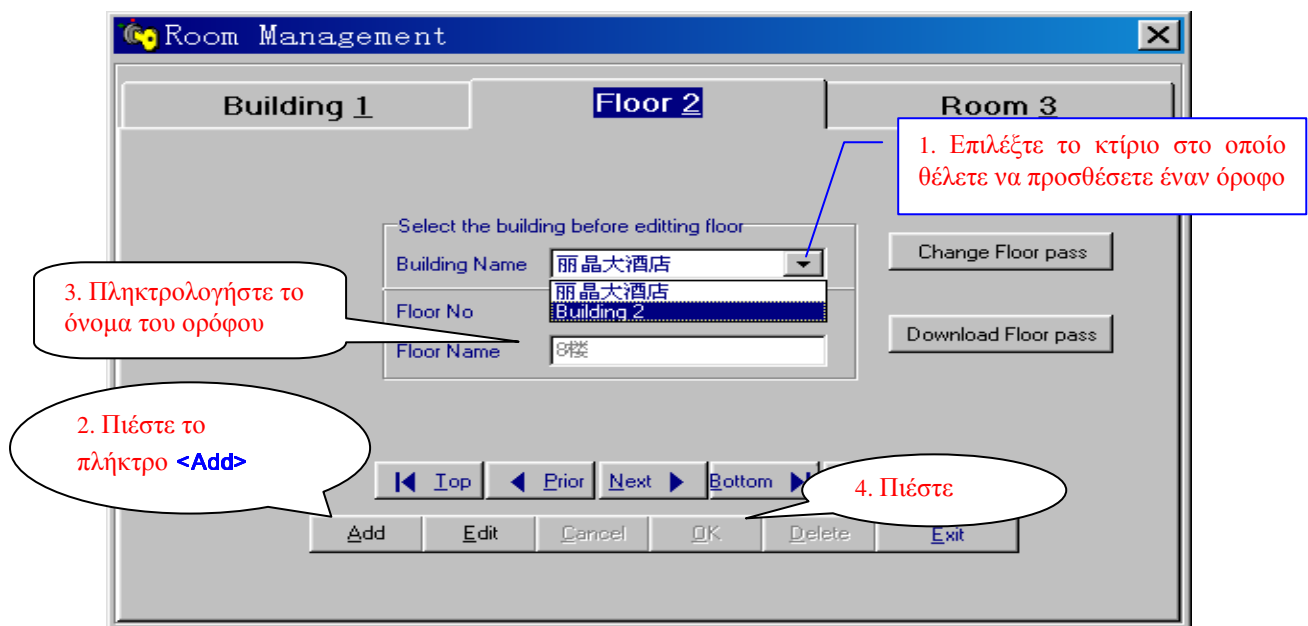 Room Management
Building 1
Floor 2
Room 3
1. Επιλέξτε το κτίριο στο οποίο
θέλετε να προσθέσετε έναν όροφο
Select the building before editting floor
Building Name
丽晶大酒店
丽晶大酒店
Building 2
Change Floor pass
3. Πληκτρολογήστε το
όνομα του ορόφου
Floor No
Floor Name
8楼
Download Floor pass
2. Πιέστε το
πλήκτρο <Add>
Top
Prior
Next
Bottom
4. Πιέστε
Add
Edit
Cancel
OK
Delete
Exit